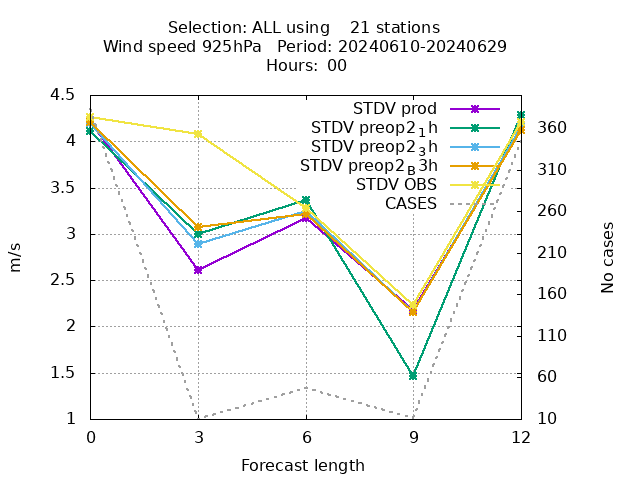 Selection: ALL using    21 stations
Wind speed 925hPa   Period: 20240610-20240629
Hours: 00
STDV prod
STDV preop2₁h
STDV preop2₃h
STDV preop2_B3h
STDV OBS
CASES
4.5
4
3.5
3
2.5
2
1.5
1
360
310
260
210
160
110
60
10
m/s
No cases
0 3 6 9 12
Forecast length